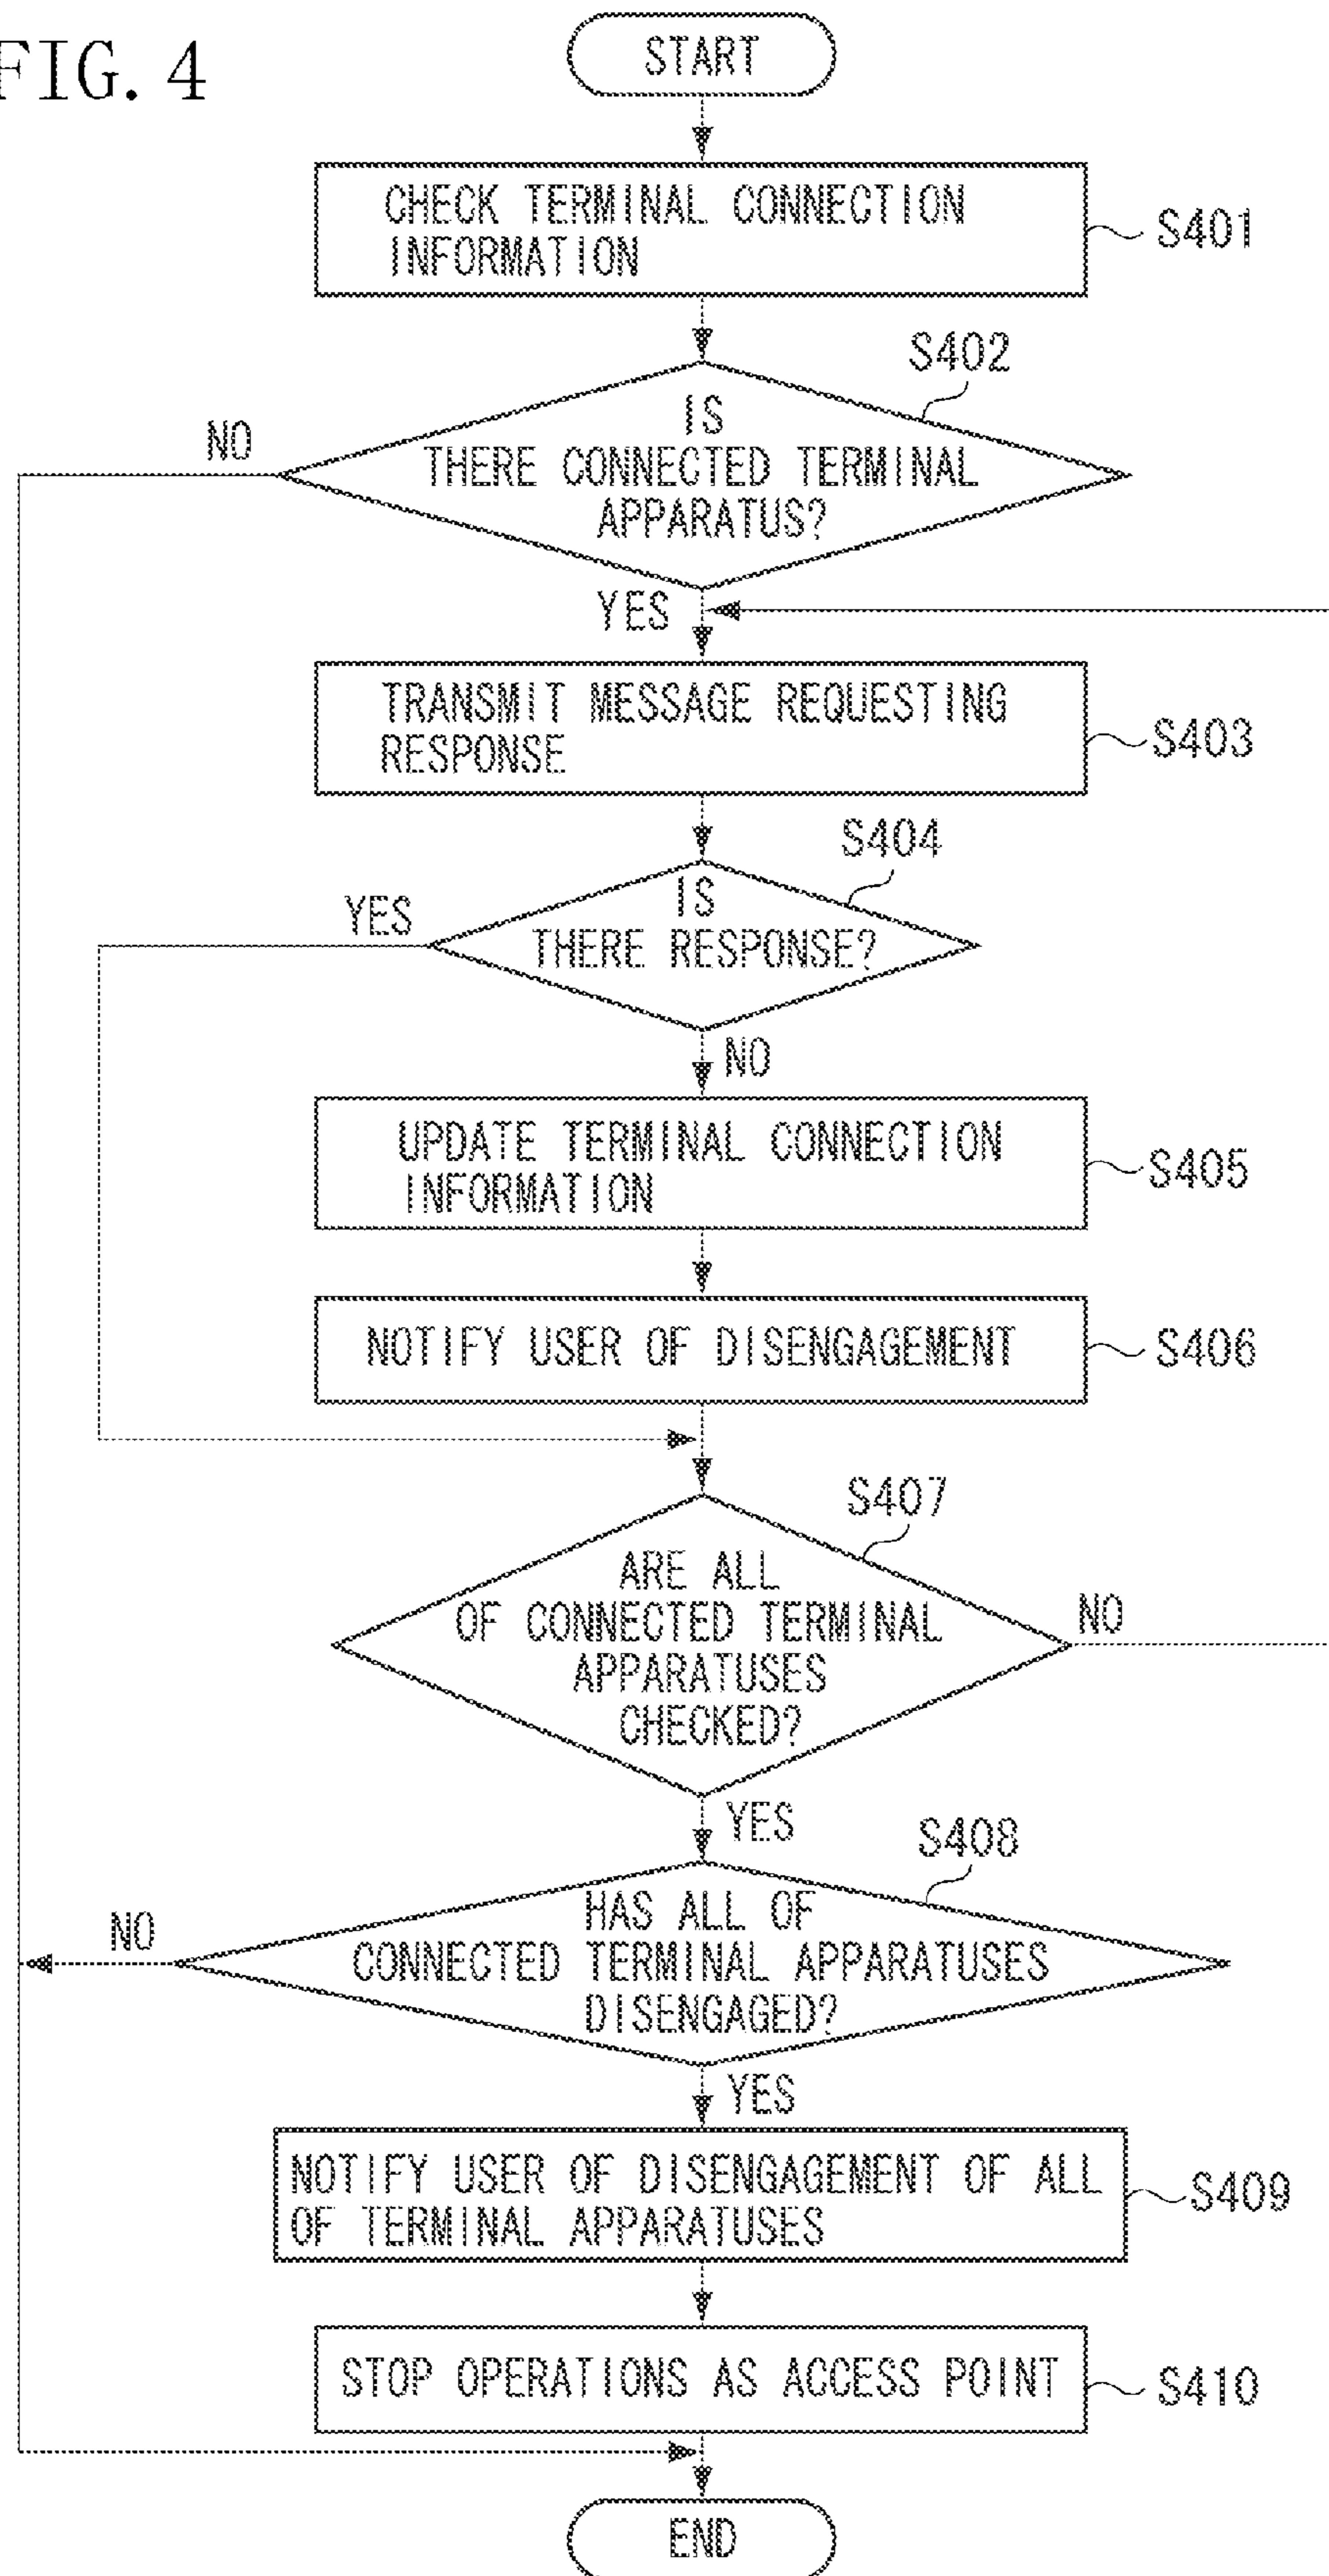 FIG. 4
START
CHECK TERMINAL CONNECTION
INFORMATION
S401
S402
IS
THERE CONNECTED TERMINAL
APPARATUS?
NO
YES
TRANSMIT MESSAGE REQUESTING
RESPONSE
S403
S404
IS
THERE RESPONSE?
YES
NO
UPDATE TERMINAL CONNECTION
INFORMATION
S405
NOTIFY USER OF DISENGAGEMENT
S406
S407
ARE ALL
OF CONNECTED TERMINAL
APPARATUSES
CHECKED?
NO
YES
S408
HAS ALL OF
CONNECTED TERMINAL APPARATUSES
DISENGAGED?
NO
YES
NOTIFY USER OF DISENGAGEMENT OF ALL
OF TERMINAL APPARATUSES
S409
STOP OPERATIONS AS ACCESS POINT
S410
END